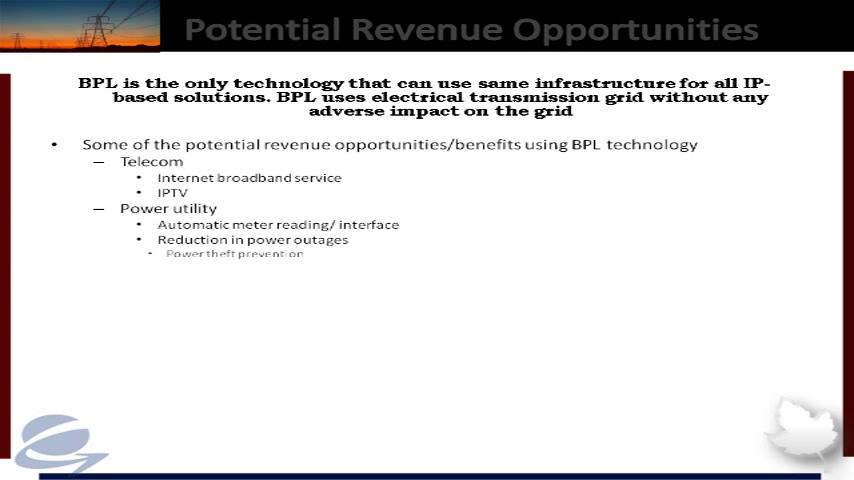 Potential Revenue Opportunities
BPL is the only technology that can use same infrastructure for all IP-
based solutions. BPL uses electrical transmission grid without any
adverse impact on the grid
• Some of the potential revenue opportunities/benefits using BPL technology
– Telecom
• Internet broadband service
• IPTV
– Power utility
• Automatic meter reading/ interface
• Reduction in power outages
• Power theft prevention